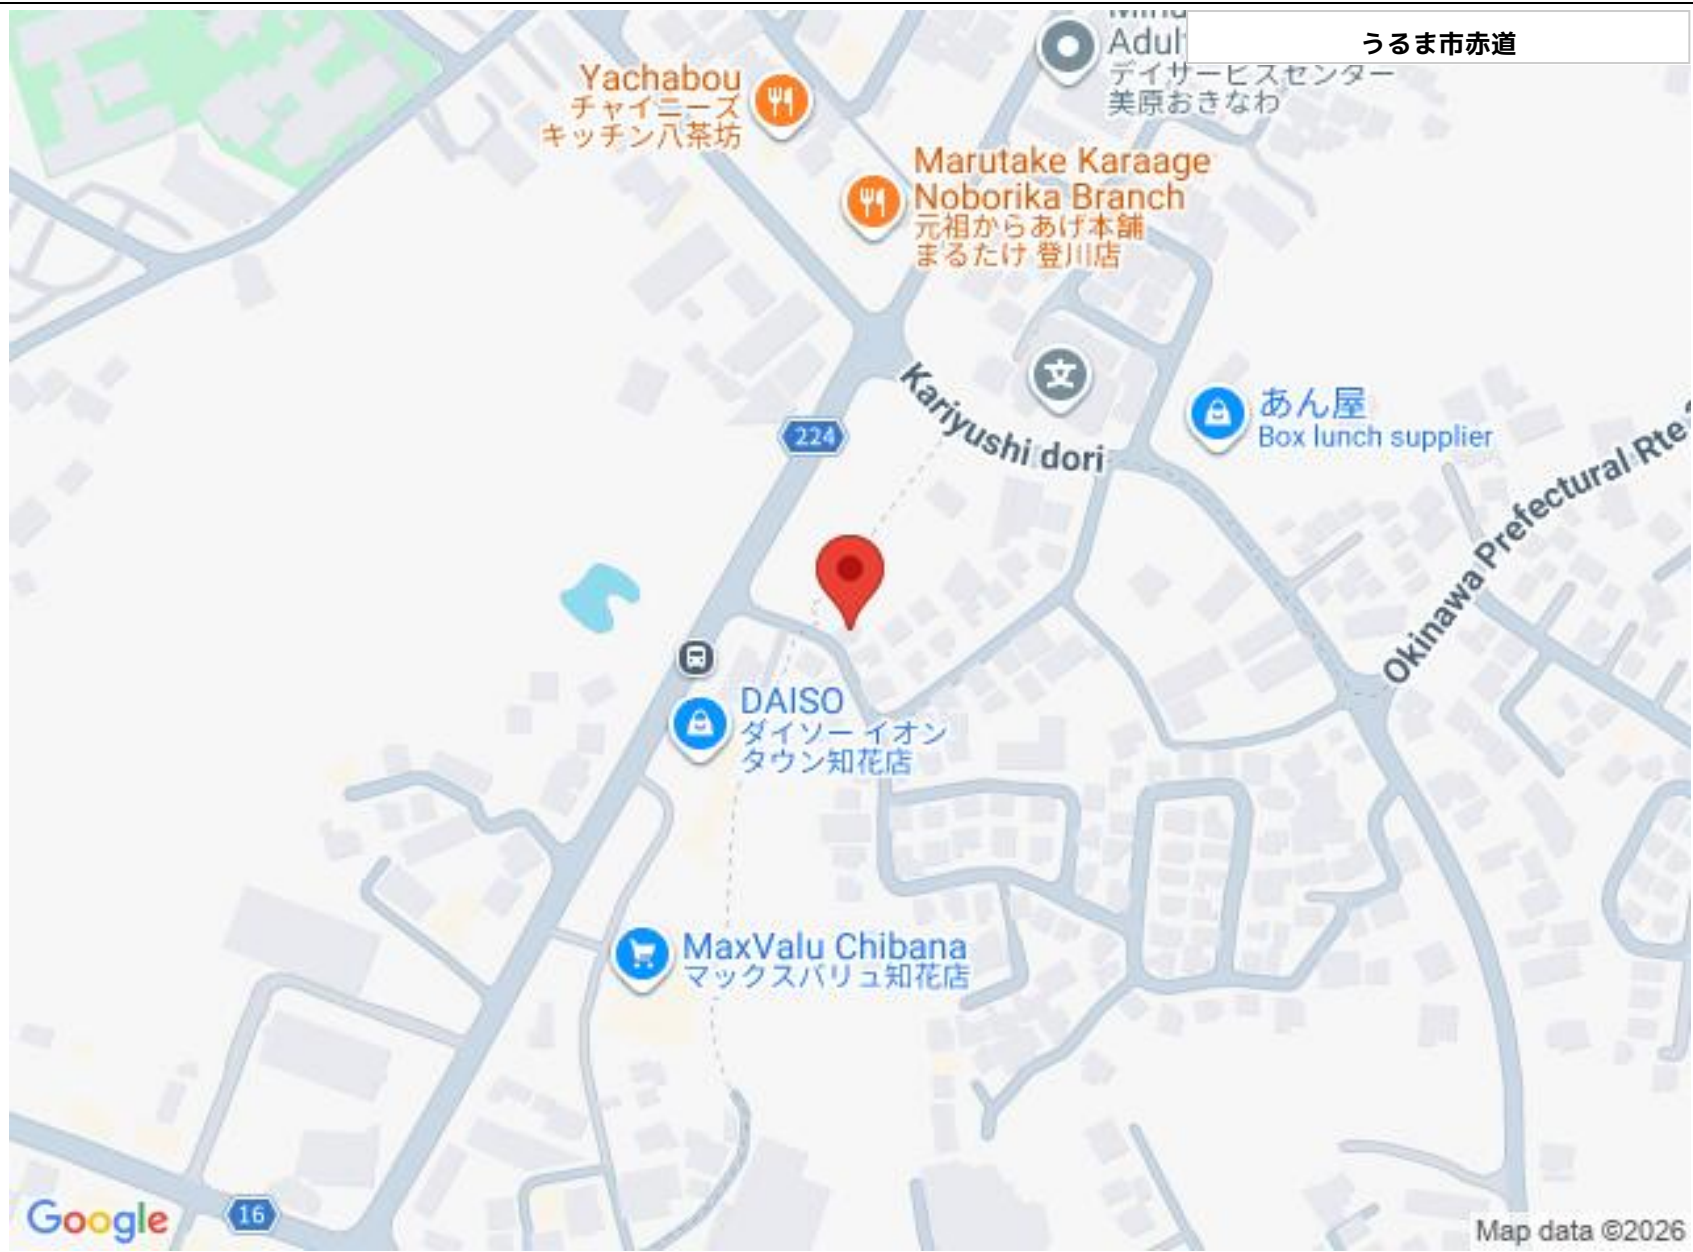 うるま市赤道
Adul
デイサービスセンター
美原おきなわ
Yachabou
チャイニーズ
キッチン八茶坊
Marutake Karaage
Noborika Branch
元祖からあげ本舗
まるたけ 登川店
文
あん屋
Box lunch supplier
Kariyushi dori
224
Okinawa Prefectural Rte
DAISO
ダイソー イオン
タウン知花店
MaxValu Chibana
マックスバリュ知花店
16
Google
Map data ©2026